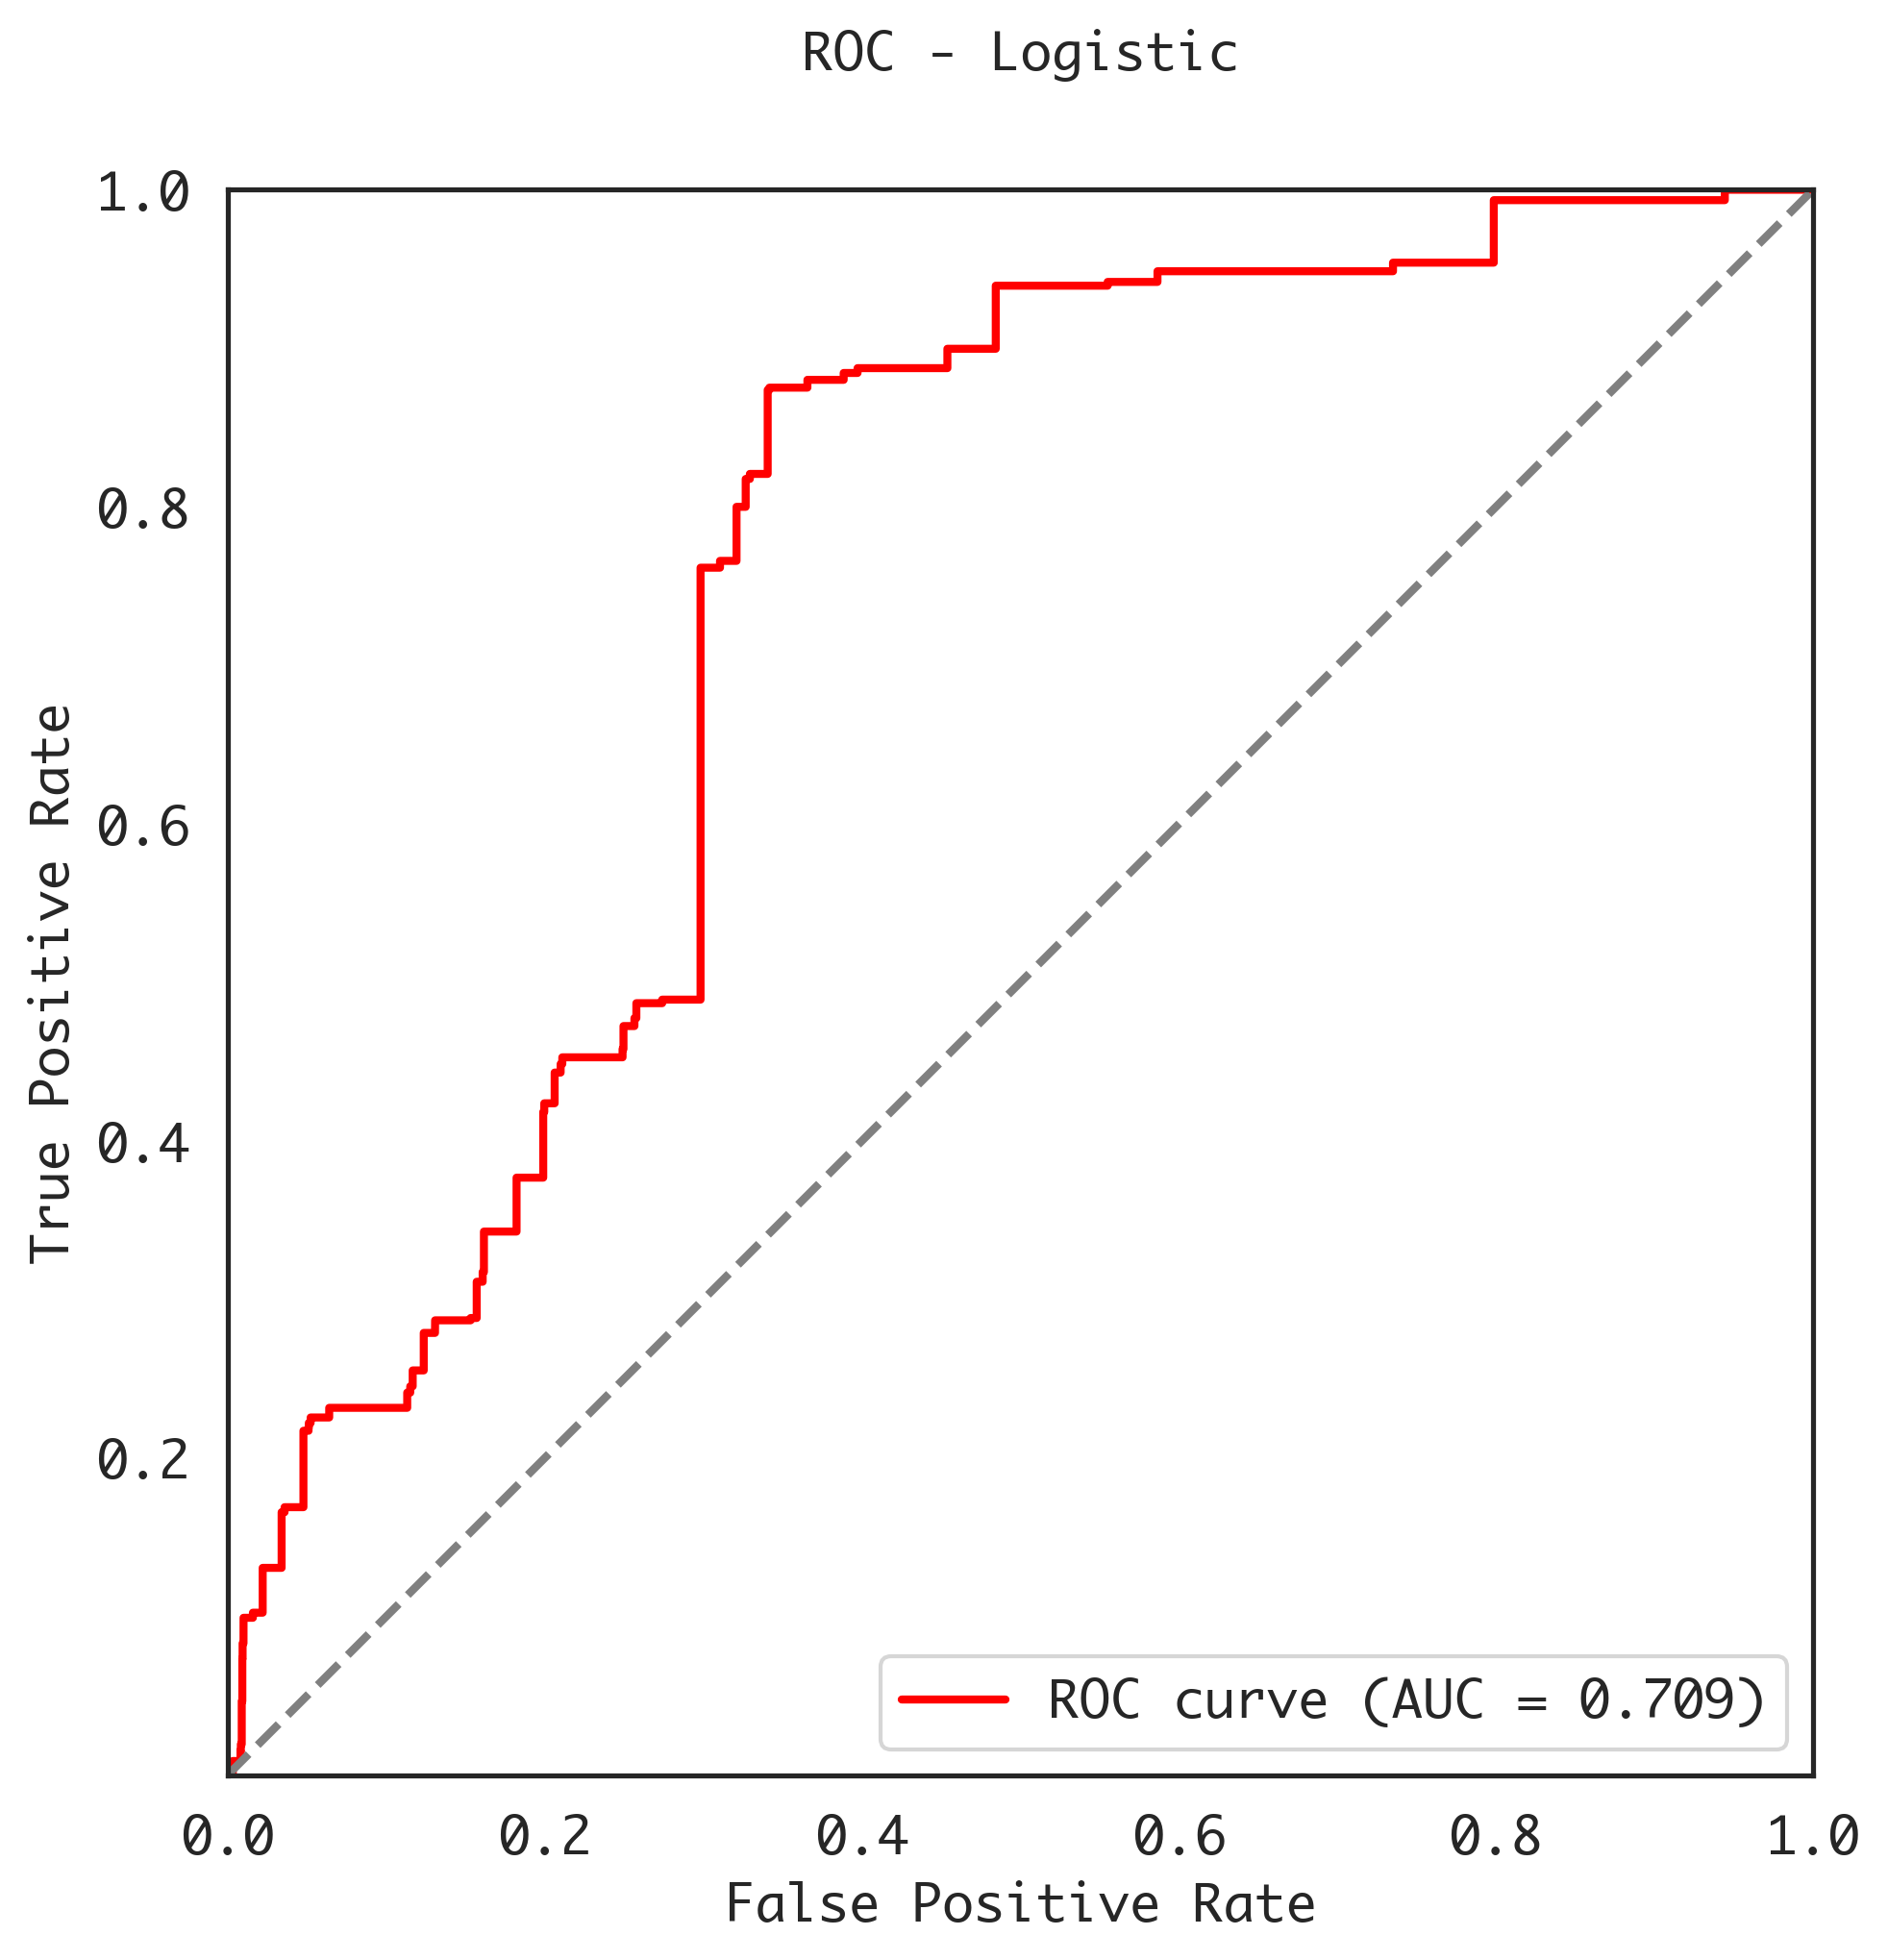 ROC - Logistic
1.0
0.8
0.6
0.4
0.2
True Positive Rate
ROC curve (AUC = 0.709)
0.0 0.2 0.4 0.6 0.8 1.0
False Positive Rate